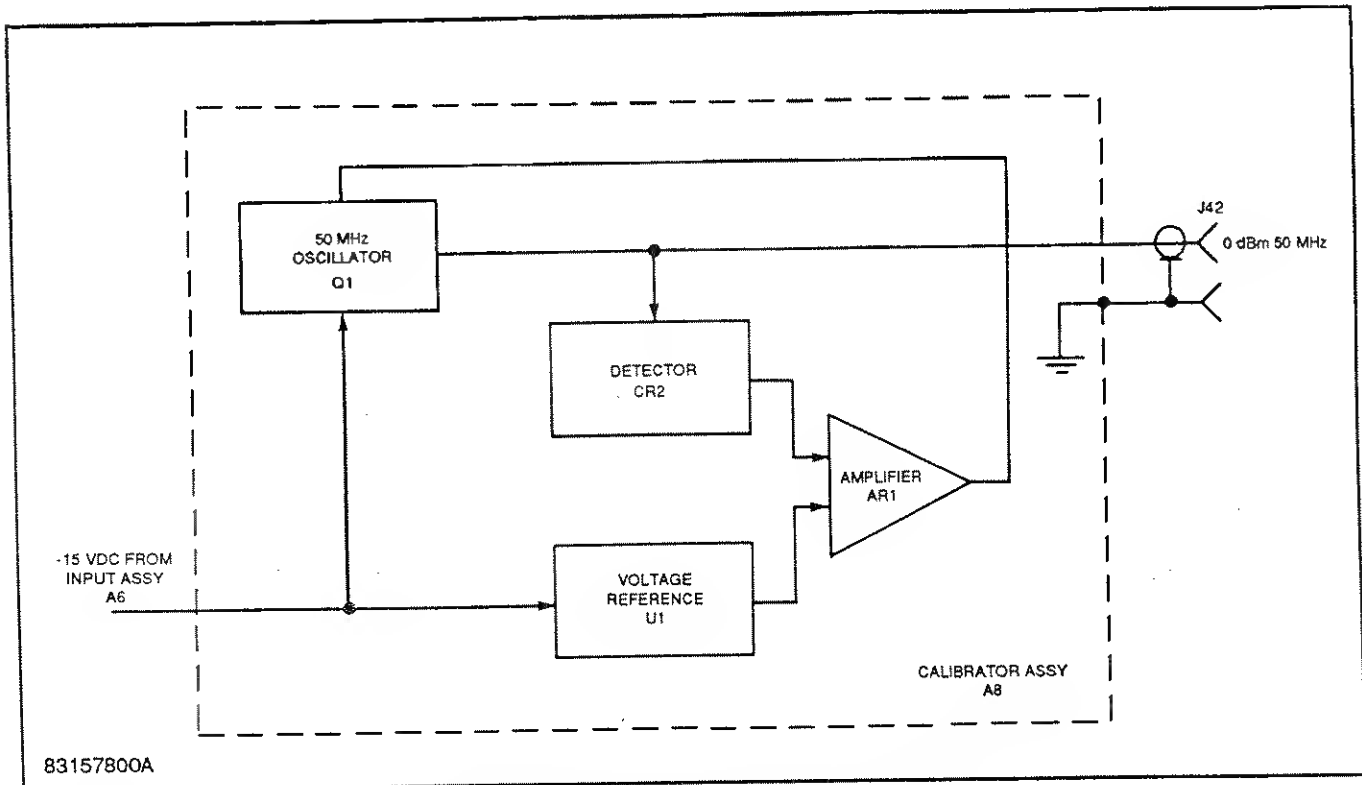 50 MHz
OSCILLATOR
Q1
J42
0 dBm 50 MHz
DETECTOR
CR2
AMPLIFIER
AR1
-15 VDC FROM
INPUT ASSY
A6
VOLTAGE
REFERENCE
U1
CALIBRATOR ASSY
A8
83157800A